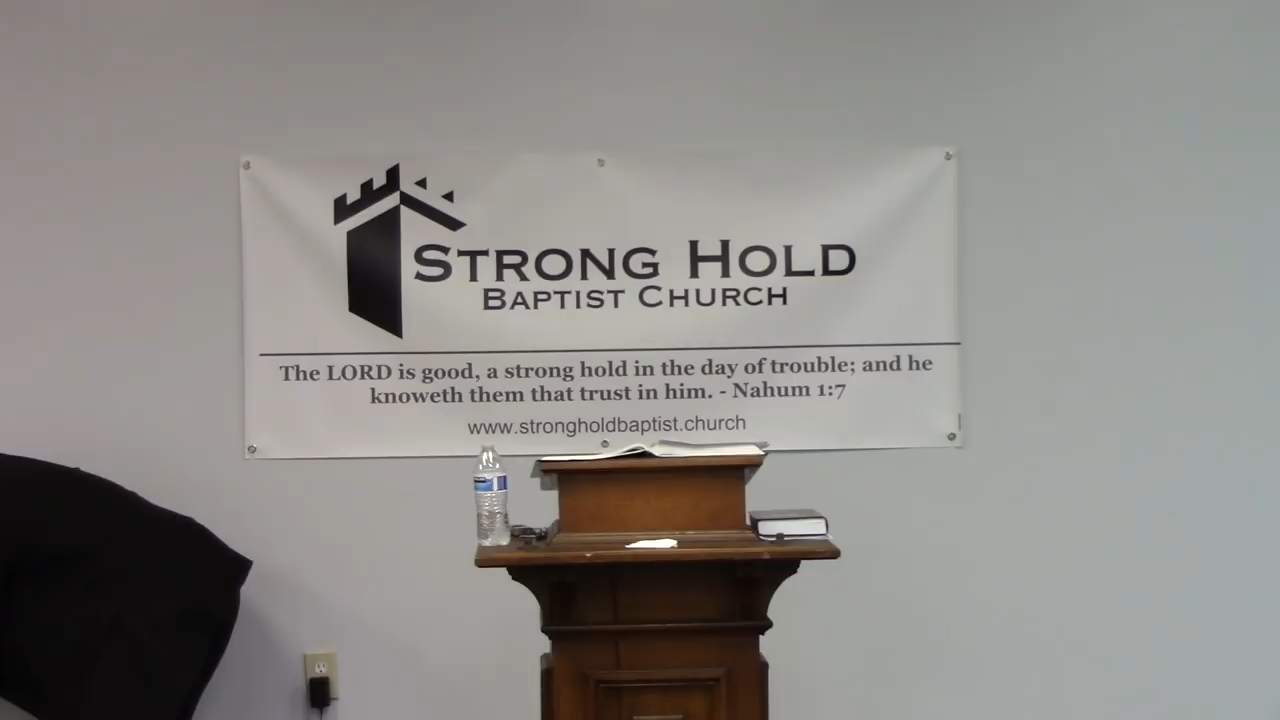 STRONG HOLD
BAPTIST CHURCH
The LORD is good, a strong hold in the day of trouble; and he
knoweth them that trust in him. - Nahum 1:7
www.strongholdbaptist.church